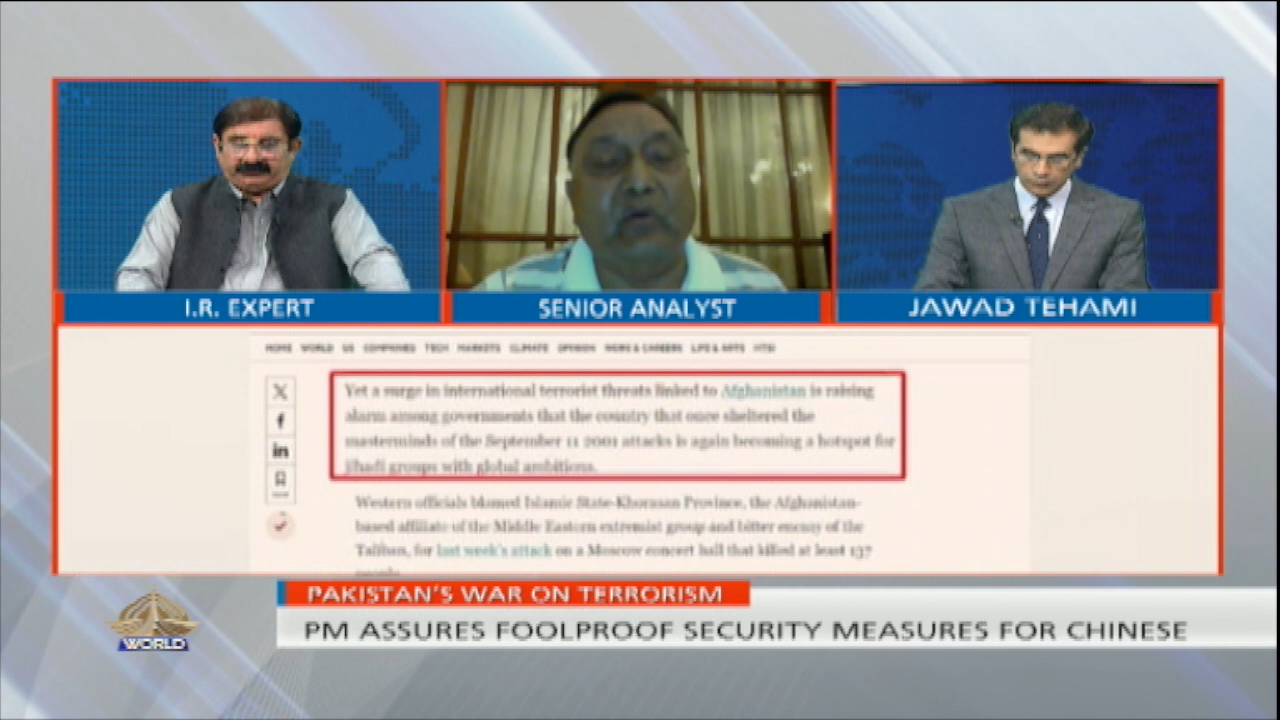 I.R. EXPERT
SENIOR ANALYST
JAWAD TEHAMI
HOME WORLD US COMPANIES TECH MARKETS CLIMATE OPINION WORK & CAREERS LIFE & ARTS HTSI
Yet a surge in international terrorist threats linked to Afghanistan is raising
alarm among governments that the country that once sheltered the
masterminds of the September 11 2001 attacks is again becoming a hotspot for
jihadi groups with global ambitions.
Western officials blamed Islamic State-Khorasan Province, the Afghanistan-
based affiliate of the Middle Eastern extremist group and bitter enemy of the
Taliban, for last week's attack on a Moscow concert hall that killed at least 137
PAKISTAN'S WAR ON TERRORISM
PM ASSURES FOOLPROOF SECURITY MEASURES FOR CHINESE
WORLD